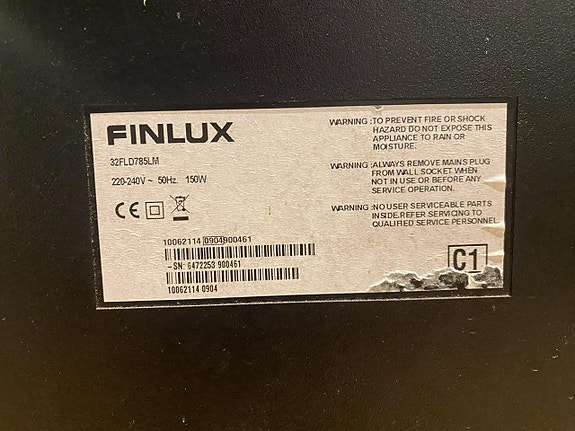 FINLUX
32FLD785LM
220-240V ~ 50Hz. 150W
CE
10062114 0904900461
-SN: 6472253 900461
10062114 0904
WARNING :TO PREVENT FIRE OR SHOCK
HAZARD DO NOT EXPOSE THIS
APPLIANCE TO RAIN OR
MOISTURE.
WARNING :ALWAYS REMOVE MAINS PLUG
FROM WALL SOCKET WHEN
NOT IN USE OR BEFORE ANY
SERVICE OPERATION.
WARNING :NO USER SERVICEABLE PARTS
INSIDE.REFER SERVICING TO
QUALIFIED SERVICE PERSONNEL
C1